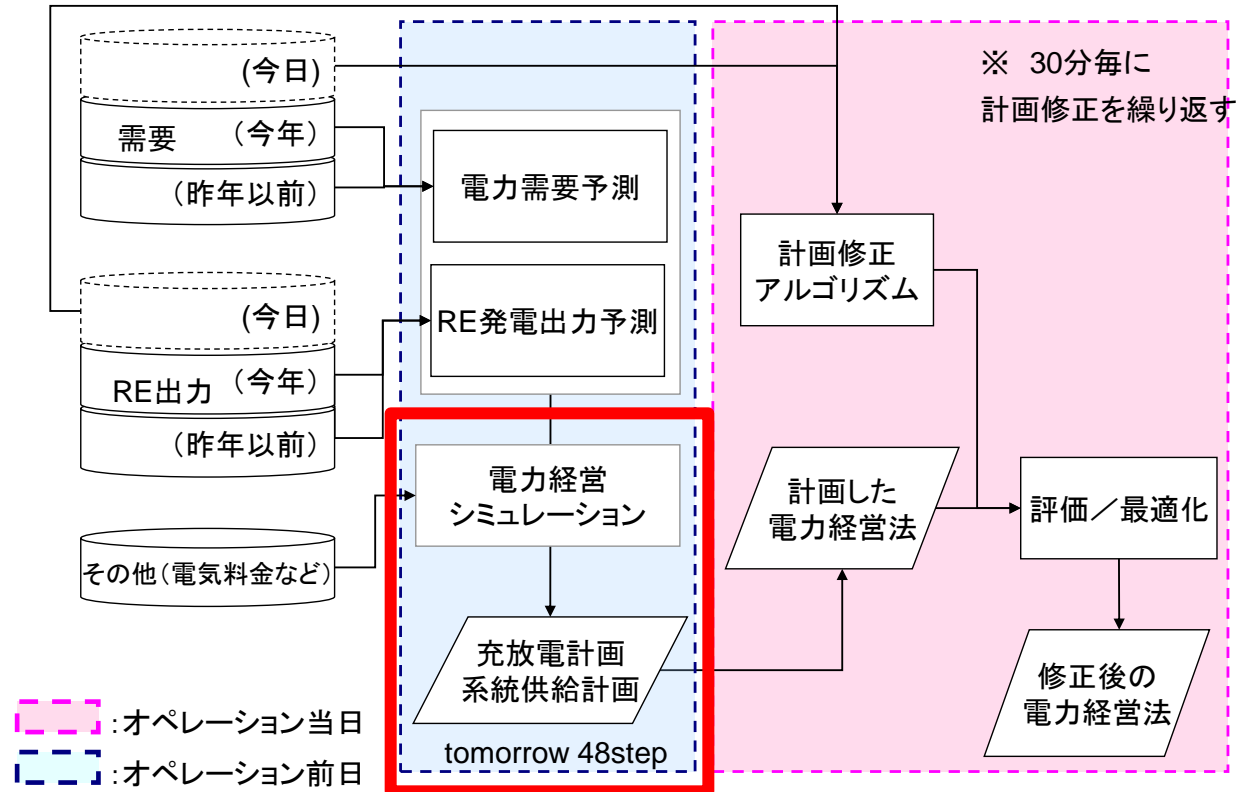 (今日)
需要 （今年）
（昨年以前）
(今日)
RE出力 （今年）
（昨年以前）
その他（電気料金など）
電力需要予測
RE発電出力予測
電力経営
シミュレーション
充放電計画
系統供給計画
tomorrow 48step
※ 30分毎に
計画修正を繰り返す
計画修正
アルゴリズム
計画した
電力経営法
評価／最適化
修正後の
電力経営法
：オペレーション当日
：オペレーション前日